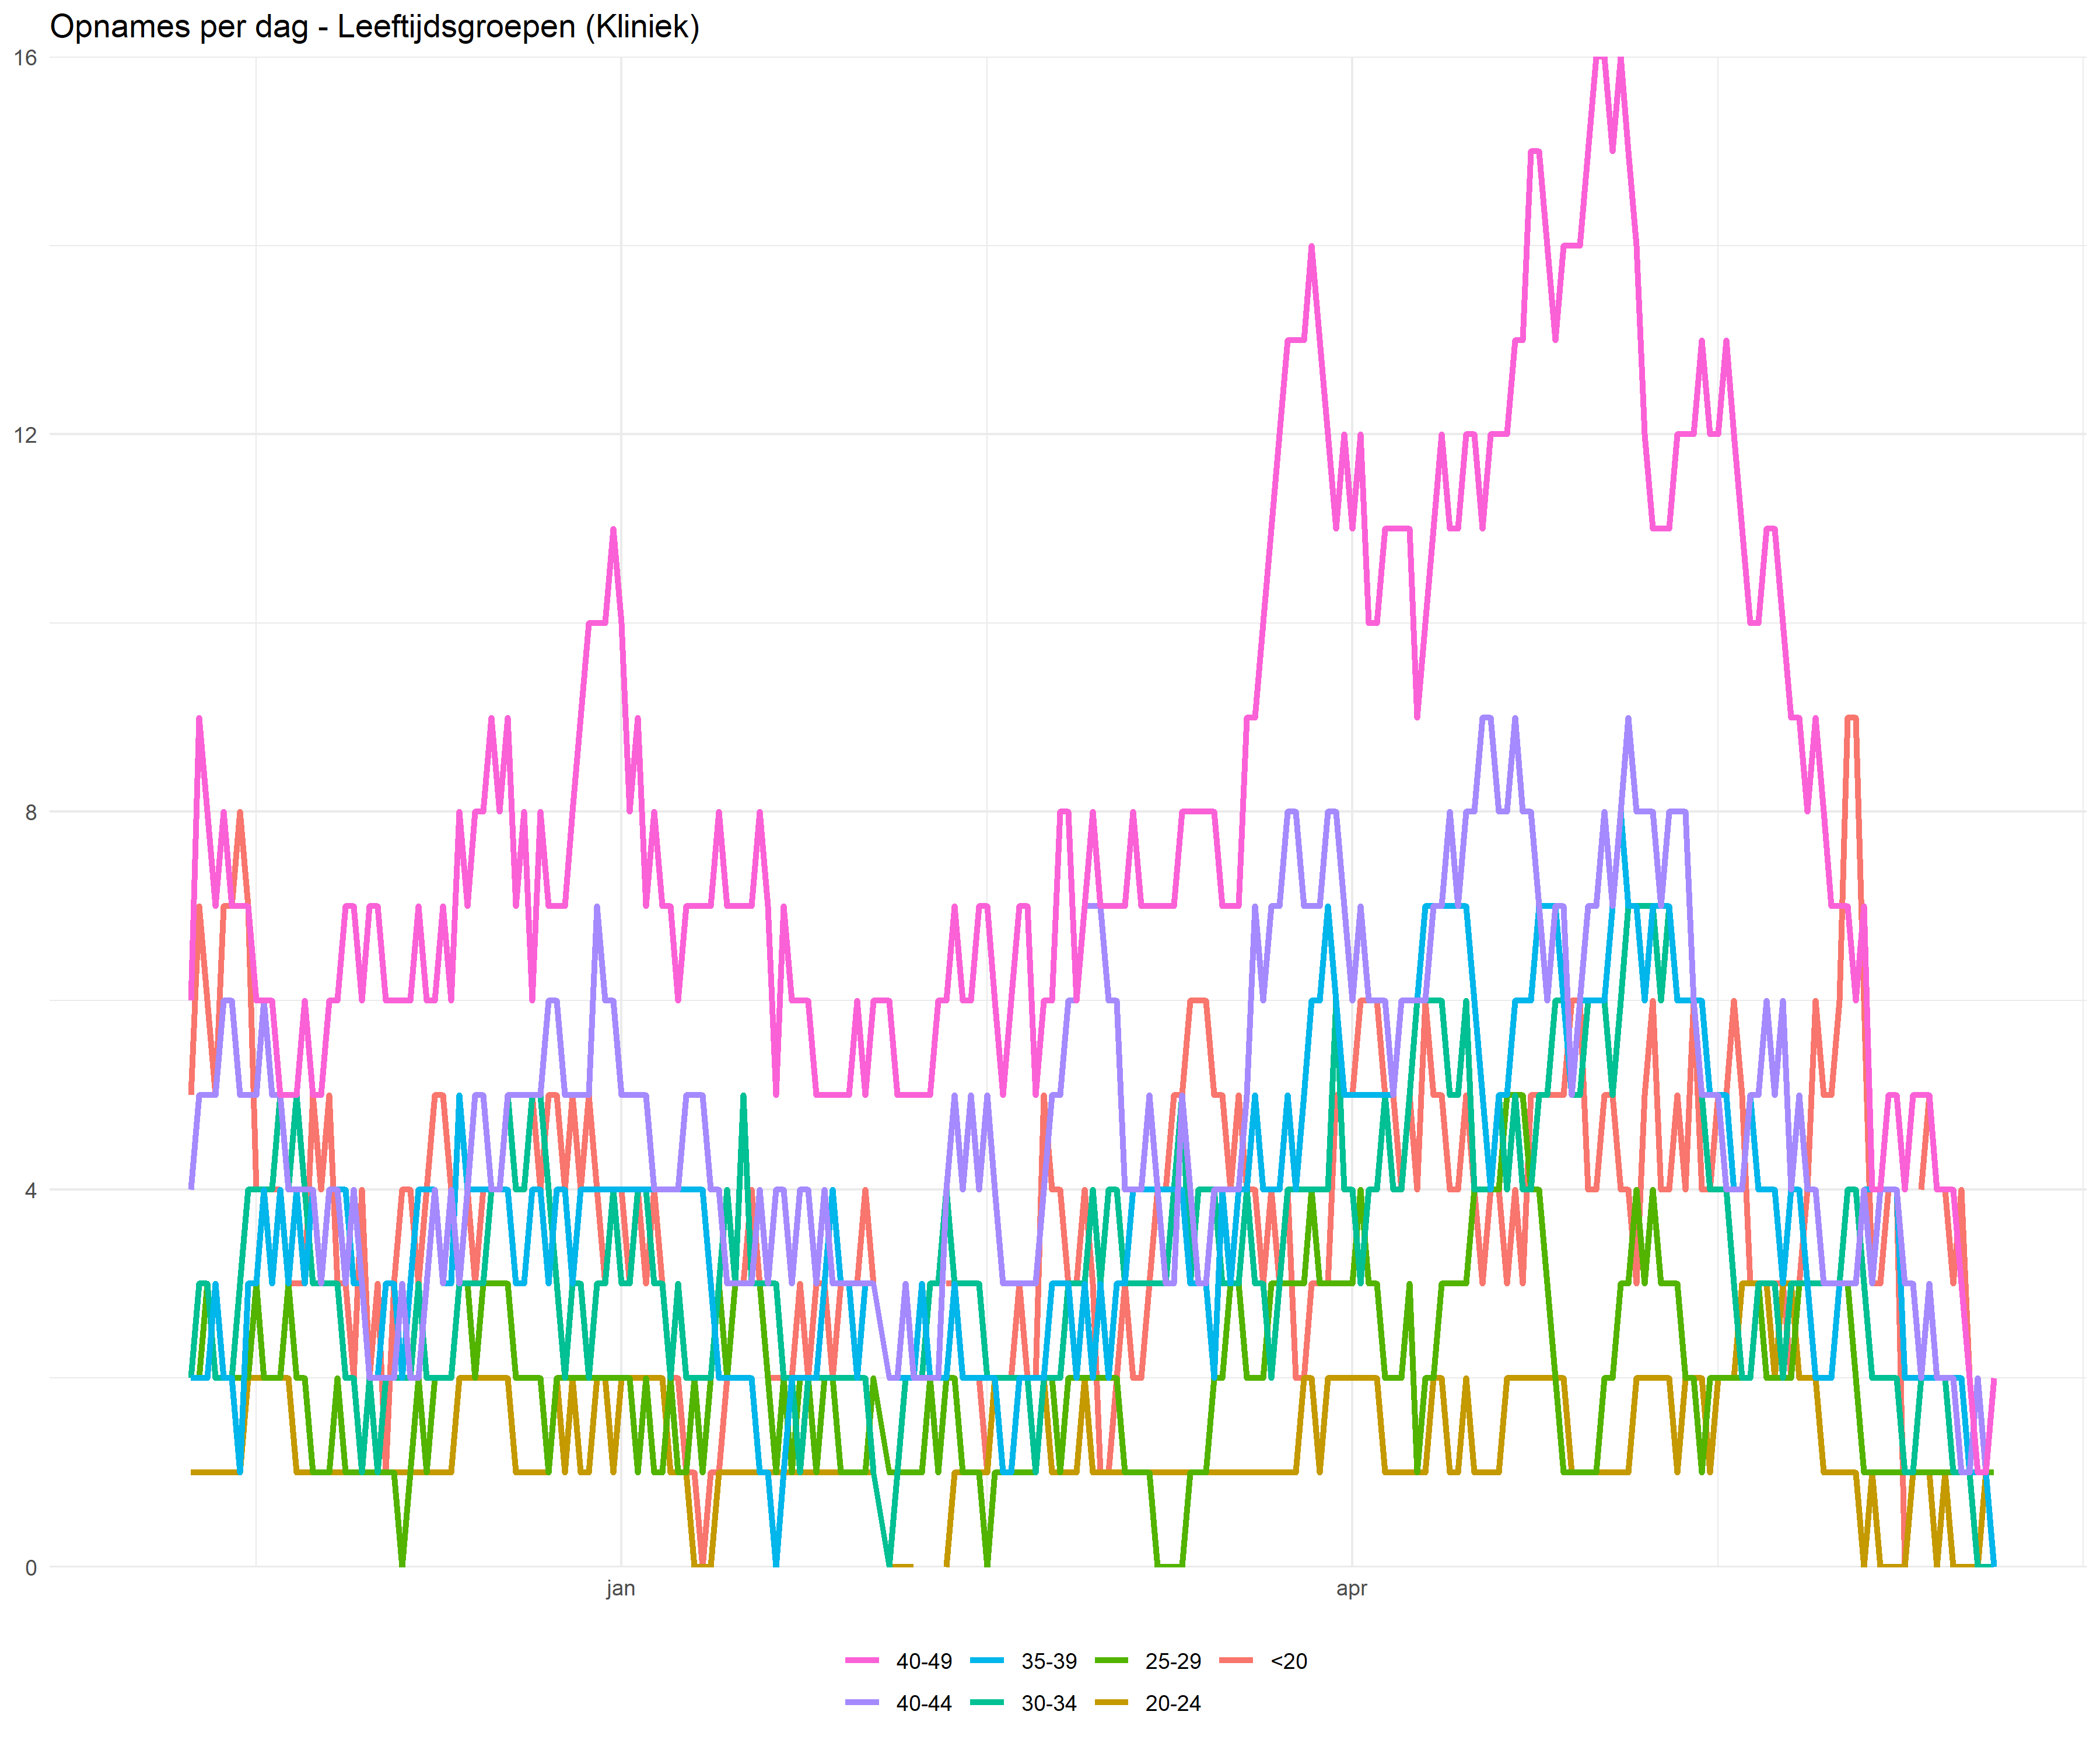 Opnames per dag - Leeftijdsgroepen (Kliniek)
16
12
8
4
0
jan apr
40-49 35-39 25-29 <20
40-44 30-34 20-24